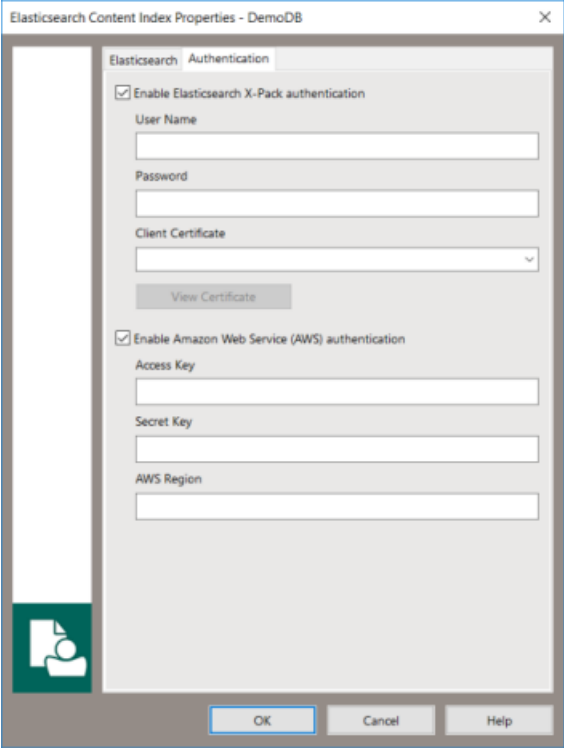 Elasticsearch Content Index Properties - DemoDB
Elasticsearch Authentication
Enable Elasticsearch X-Pack authentication
User Name
Password
Client Certificate
View Certificate
Enable Amazon Web Service (AWS) authentication
Access Key
Secret Key
AWS Region
OK Cancel Help